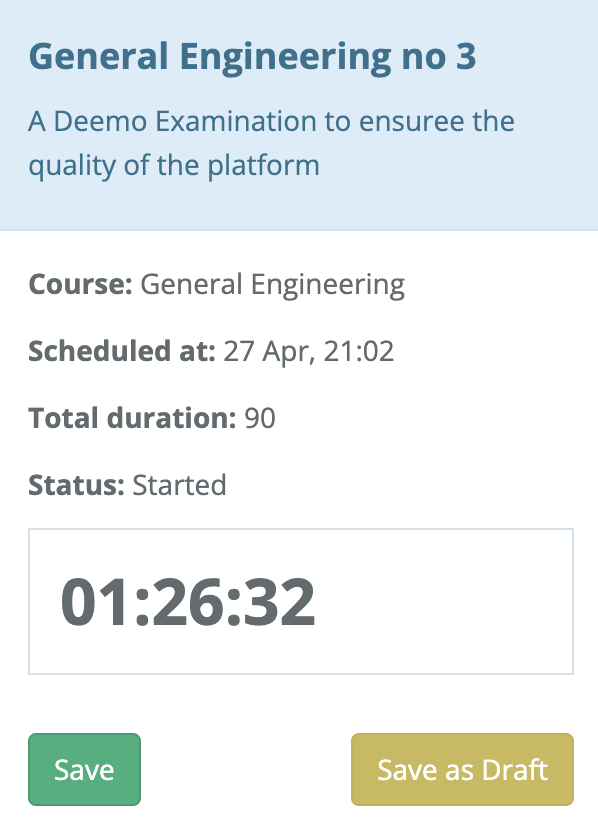 General Engineering no 3
A Deemo Examination to ensuree the
quality of the platform
Course: General Engineering
Scheduled at: 27 Apr, 21:02
Total duration: 90
Status: Started
01:26:32
Save
Save as Draft